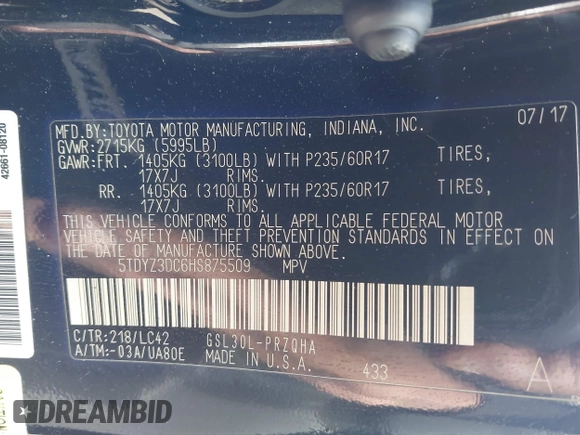 MFD.BY:TOYOTA MOTOR MANUFACTURING, INDIANA, INC. 07/17
GVWR:2715KG (5995LB)
GAWR:FRT. 1405KG (3100LB) WITH P235/60R17 TIRES,
17X7J RIMS.
RR. 1405KG (3100LB) WITH P235/60R17 TIRES,
17X7J RIMS.
THIS VEHICLE CONFORMS TO ALL APPLICABLE FEDERAL MOTOR
VEHICLE SAFETY AND THEFT PREVENTION STANDARDS IN EFFECT ON
THE DATE OF MANUFACTURE SHOWN ABOVE.
5TDYZ3DC6HS875509 MPV
C/TR:218/LC42 GSL30L-PRZQHA
A/TM:-03A/UA80E MADE IN U.S.A. 433
A
42661-08120
DREAMBID